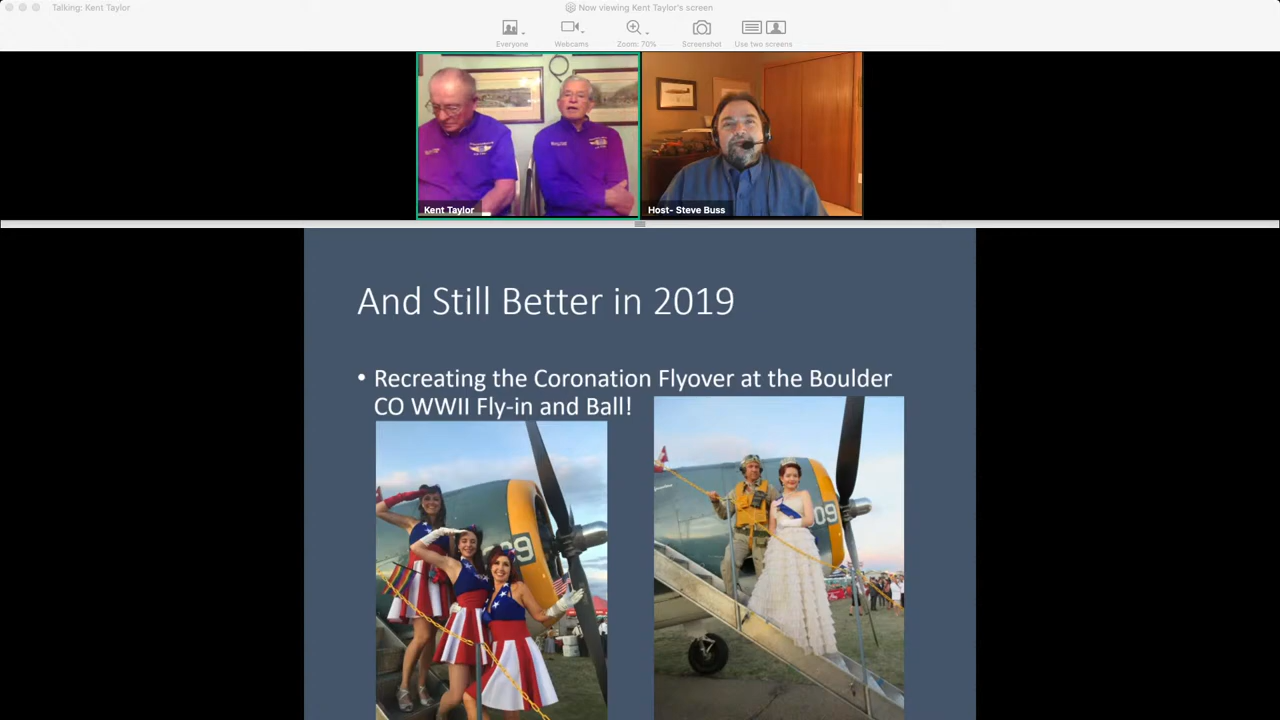 Talking: Kent Taylor
Now viewing Kent Taylor's screen
Everyone
Webcams
Zoom: 70%
Screenshot
Use two screens
Kent Taylor
Host- Steve Buss
And Still Better in 2019
• Recreating the Coronation Flyover at the Boulder
CO WWII Fly-in and Ball!
09